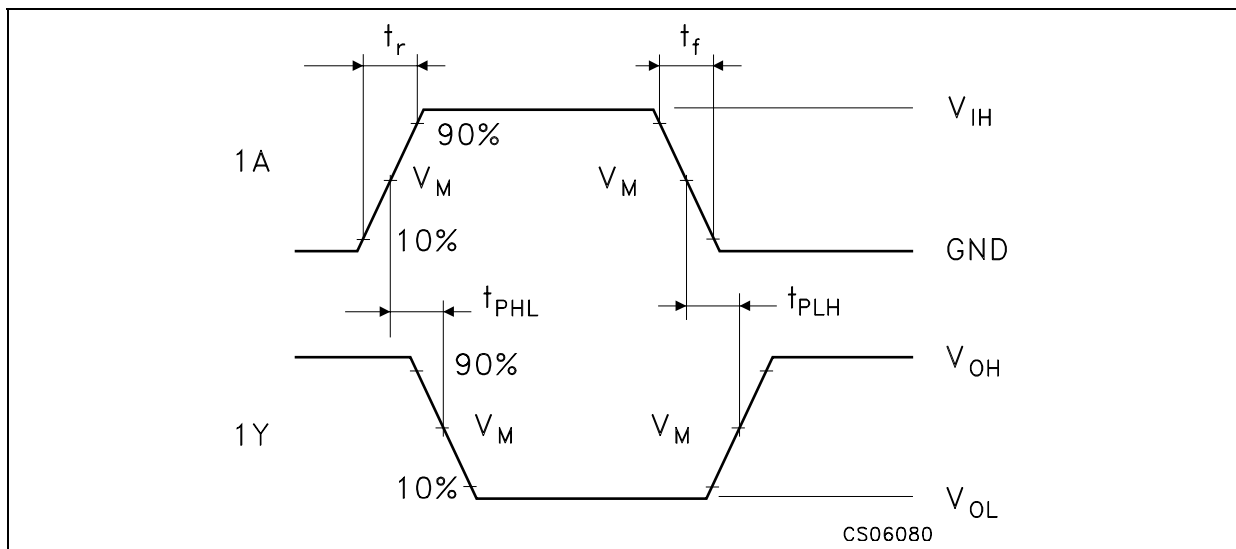 tr
tf
VIH
90%
1A
VM
VM
10%
GND
tPHL
tPLH
90%
VOH
1Y
VM
VM
10%
VOL
CS06080